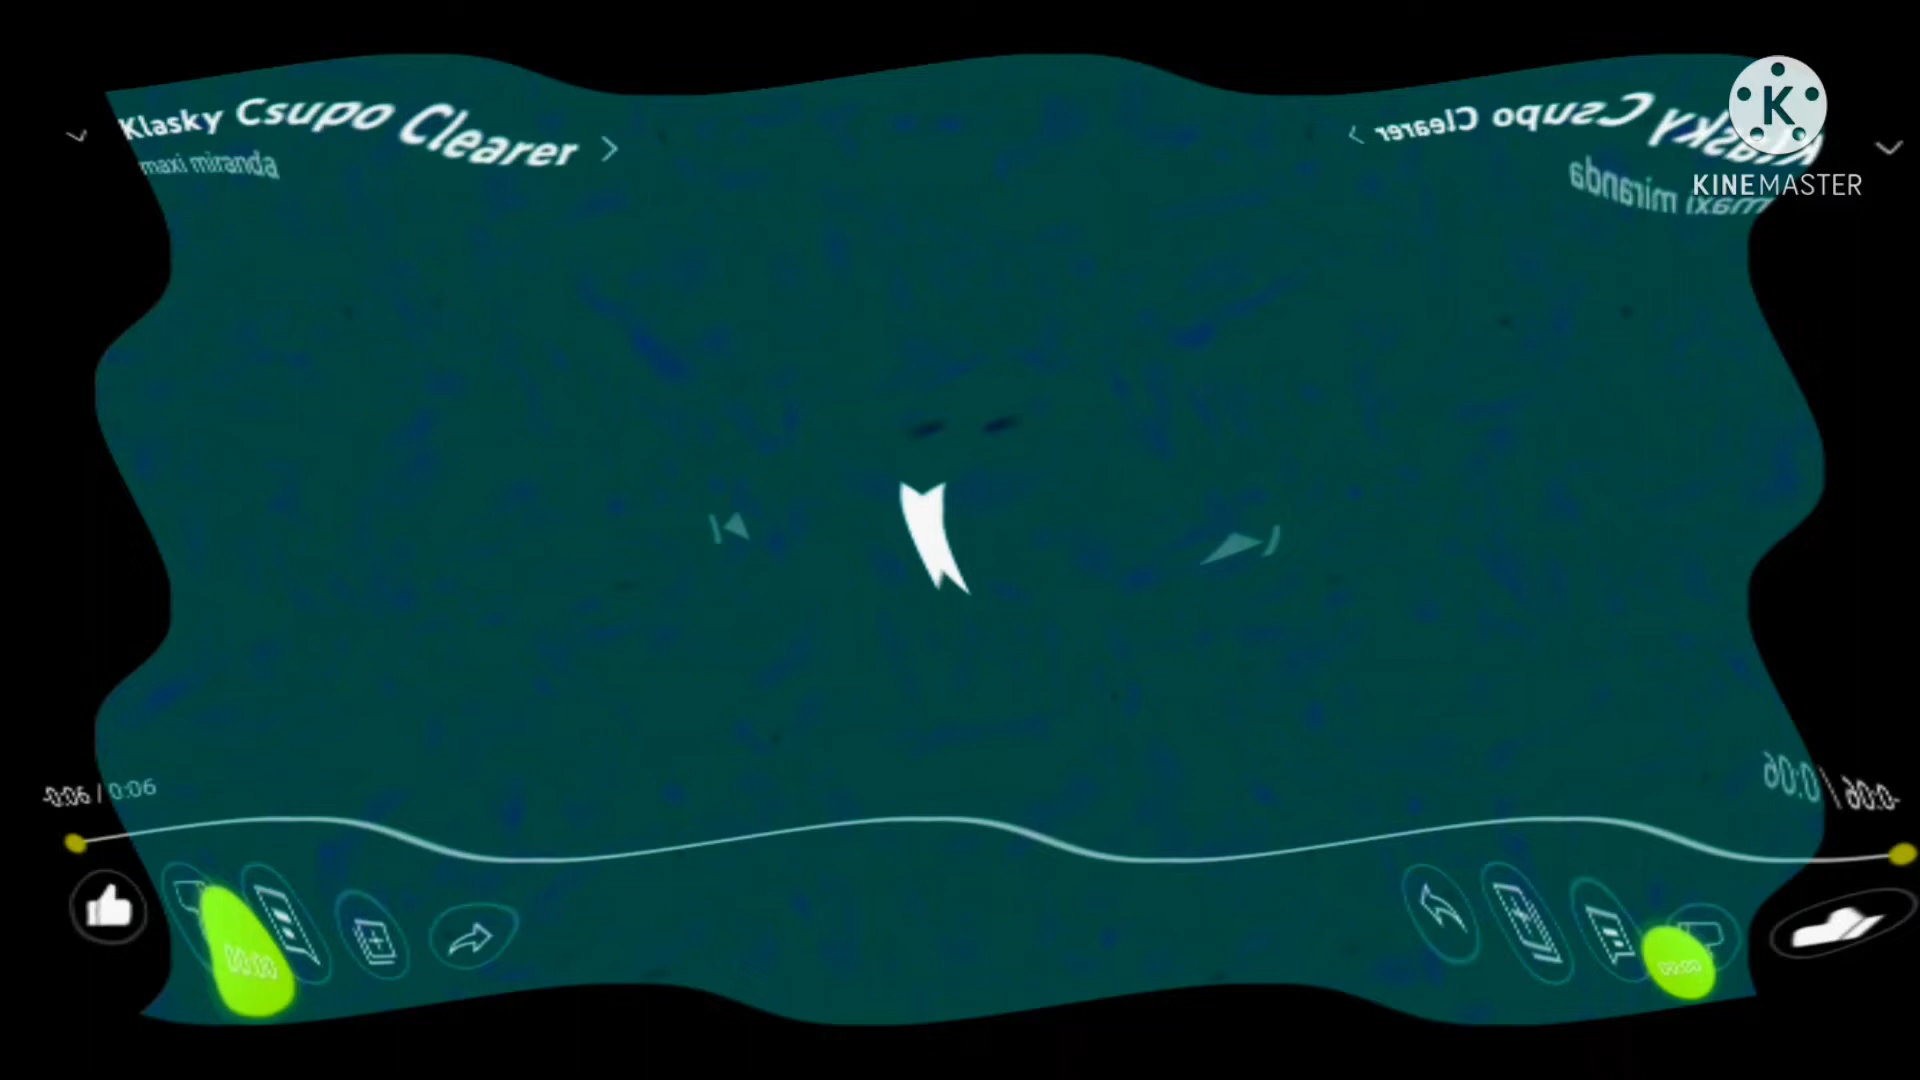 Klasky Csupo Clearer
maxi miranda
Klasky Csupo Clearer
maxi miranda
K
KINEMASTER
-0:06 / 0:06
-0:06 / 0:06